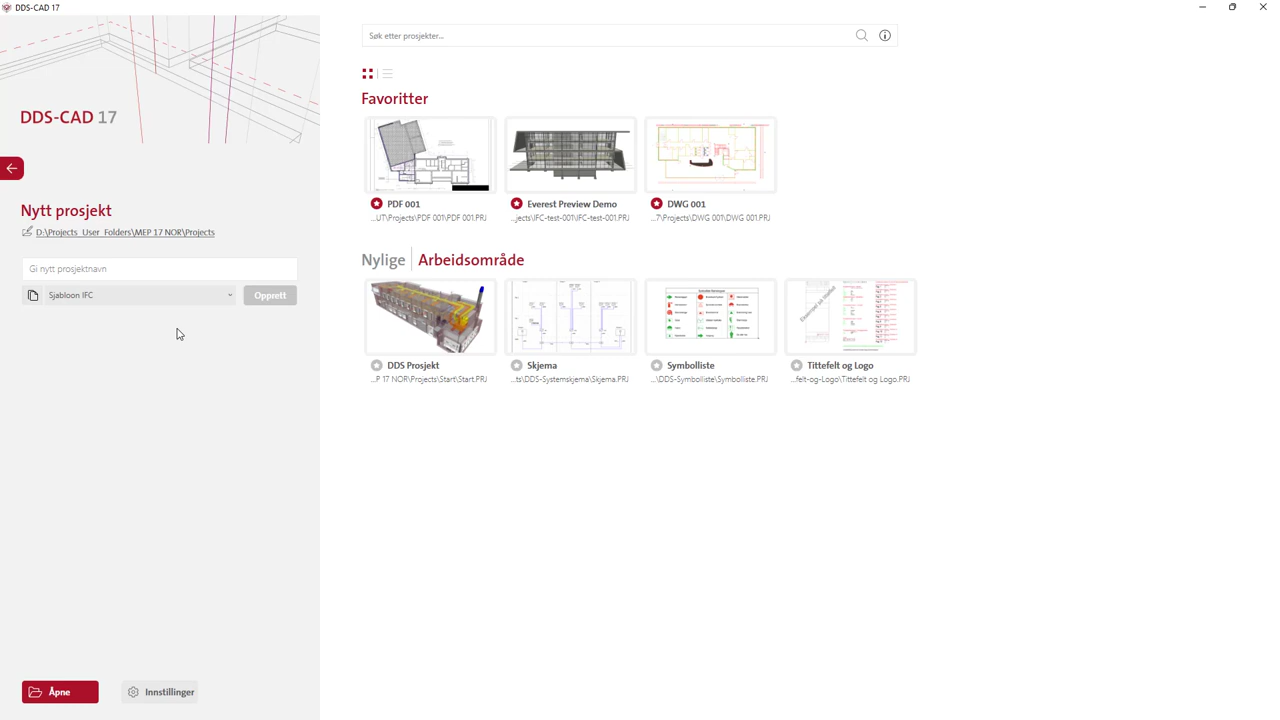 DDS-CAD 17
DDS-CAD 17
Nytt prosjekt
D:\Projects_User_Folders\MEP 17 NOR\Projects
Gi nytt prosjektnavn
Sjabloon IFC
Opprett
Åpne
Innstillinger
Søk etter prosjekter...
Favoritter
PDF 001
...UT\Projects\PDF 001\PDF 001.PRJ
Everest Preview Demo
...jects\IFC-test-001\IFC-test-001.PRJ
DWG 001
...7\Projects\DWG 001\DWG 001.PRJ
Nylige
Arbeidsområde
DDS Prosjekt
...P 17 NOR\Projects\Start\Start.PRJ
Skjema
...ts\DDS-Systemskjema\Skjema.PRJ
Symbolliste
...\DDS-Symbolliste\Symbolliste.PRJ
Tittefelt og Logo
...felt-og-Logo\Tittefelt og Logo.PRJ